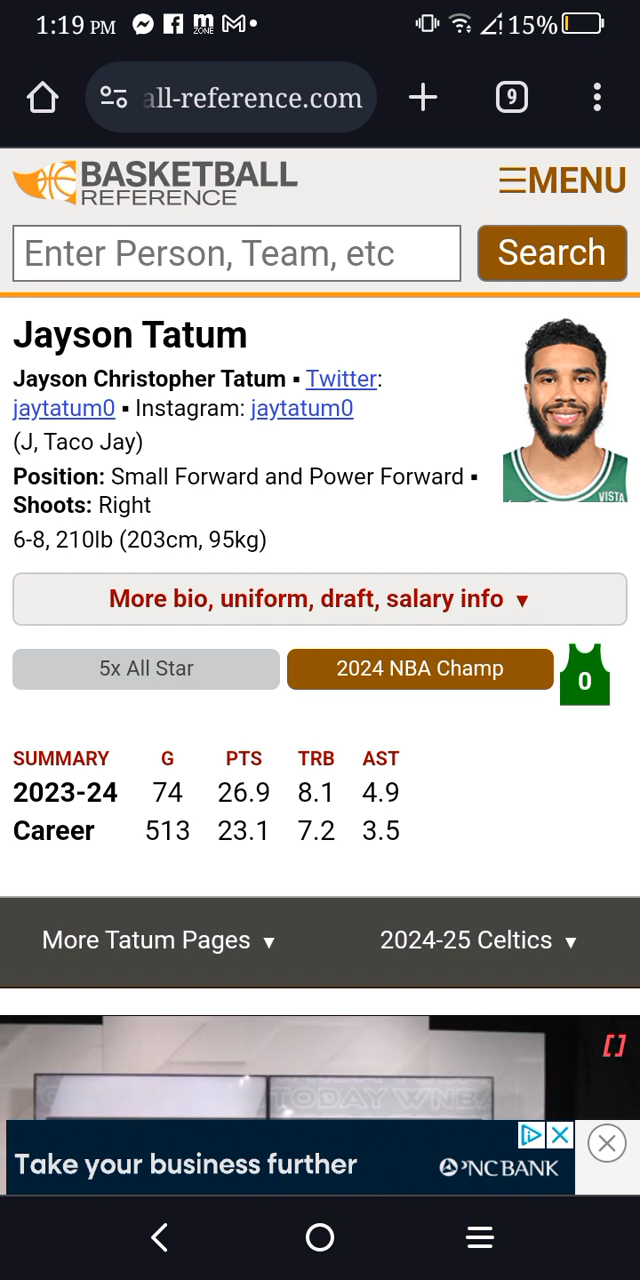 1:19 PM m ZONE 15%
all-reference.com 9
BASKETBALL
REFERENCE
MENU
Enter Person, Team, etc Search
Jayson Tatum
Jayson Christopher Tatum ▪ Twitter:
jaytatum0 ▪ Instagram: jaytatum0
(J, Taco Jay)
Position: Small Forward and Power Forward ▪
Shoots: Right
6-8, 210lb (203cm, 95kg)
VISTA
More bio, uniform, draft, salary info ▼
5x All Star 2024 NBA Champ 0
SUMMARY G PTS TRB AST
2023-24 74 26.9 8.1 4.9
Career 513 23.1 7.2 3.5
More Tatum Pages ▼ 2024-25 Celtics ▼
TODAY WNBA
Take your business further PNC BANK